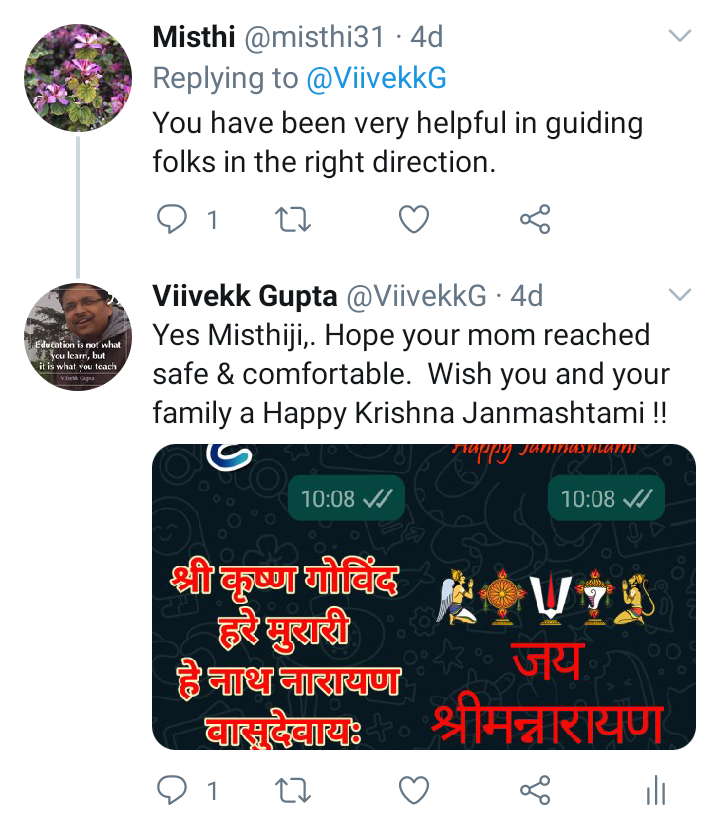 Misthi @misthi31 · 4d
Replying to @ViivekkG
You have been very helpful in guiding
folks in the right direction.
1
Viivekk Gupta @ViivekkG · 4d
Education is not what
you learn, but
it is what you teach
Viivekk Gupta
Yes Misthiji,. Hope your mom reached
safe & comfortable. Wish you and your
family a Happy Krishna Janmashtami !!
Happy Janmashtami
10:08
10:08
श्री कृष्ण गोविंद
हरे मुरारी
हे नाथ नारायण
वासुदेवायः
जय
श्रीमन्नारायण
1